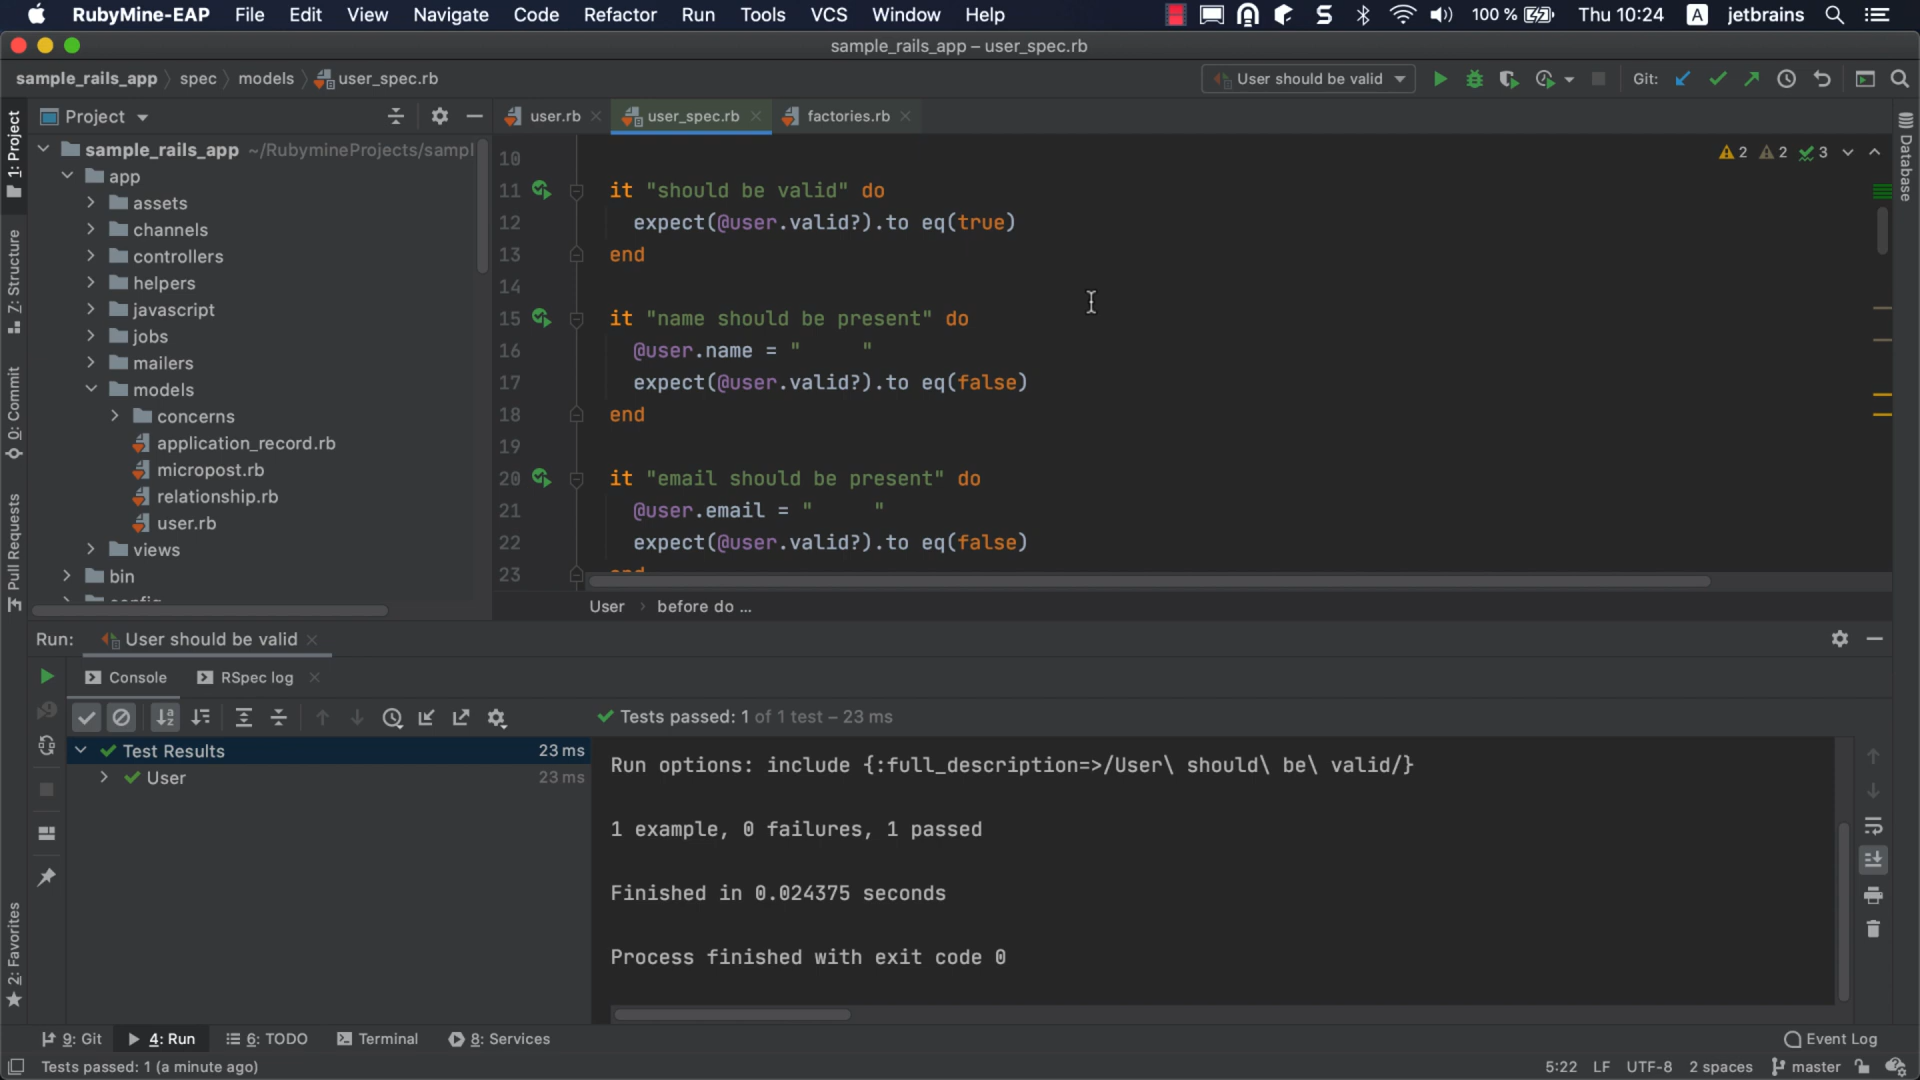 RubyMine-EAP File Edit View Navigate Code Refactor Run Tools VCS Window Help 100 % Thu 10:24 A jetbrains
sample_rails_app – user_spec.rb
sample_rails_app spec models user_spec.rb User should be valid Git:
Project user.rb user_spec.rb factories.rb
1: Project
Z: Structure
0: Commit
Pull Requests
2: Favorites
Database
sample_rails_app ~/RubymineProjects/sampl
app
assets
channels
controllers
helpers
javascript
jobs
mailers
models
concerns
application_record.rb
micropost.rb
relationship.rb
user.rb
views
bin
config
2 2 3
10
11 it "should be valid" do
12 expect(@user.valid?).to eq(true)
13 end
14
15 it "name should be present" do
16 @user.name = "     "
17 expect(@user.valid?).to eq(false)
18 end
19
20 it "email should be present" do
21 @user.email = "     "
22 expect(@user.valid?).to eq(false)
23 end
User before do ...
Run: User should be valid
Console RSpec log
Tests passed: 1 of 1 test – 23 ms
Test Results 23 ms
User 23 ms
Run options: include {:full_description=>/User\ should\ be\ valid/}
1 example, 0 failures, 1 passed
Finished in 0.024375 seconds
Process finished with exit code 0
9: Git 4: Run 6: TODO Terminal 8: Services Event Log
Tests passed: 1 (a minute ago) 5:22 LF UTF-8 2 spaces master